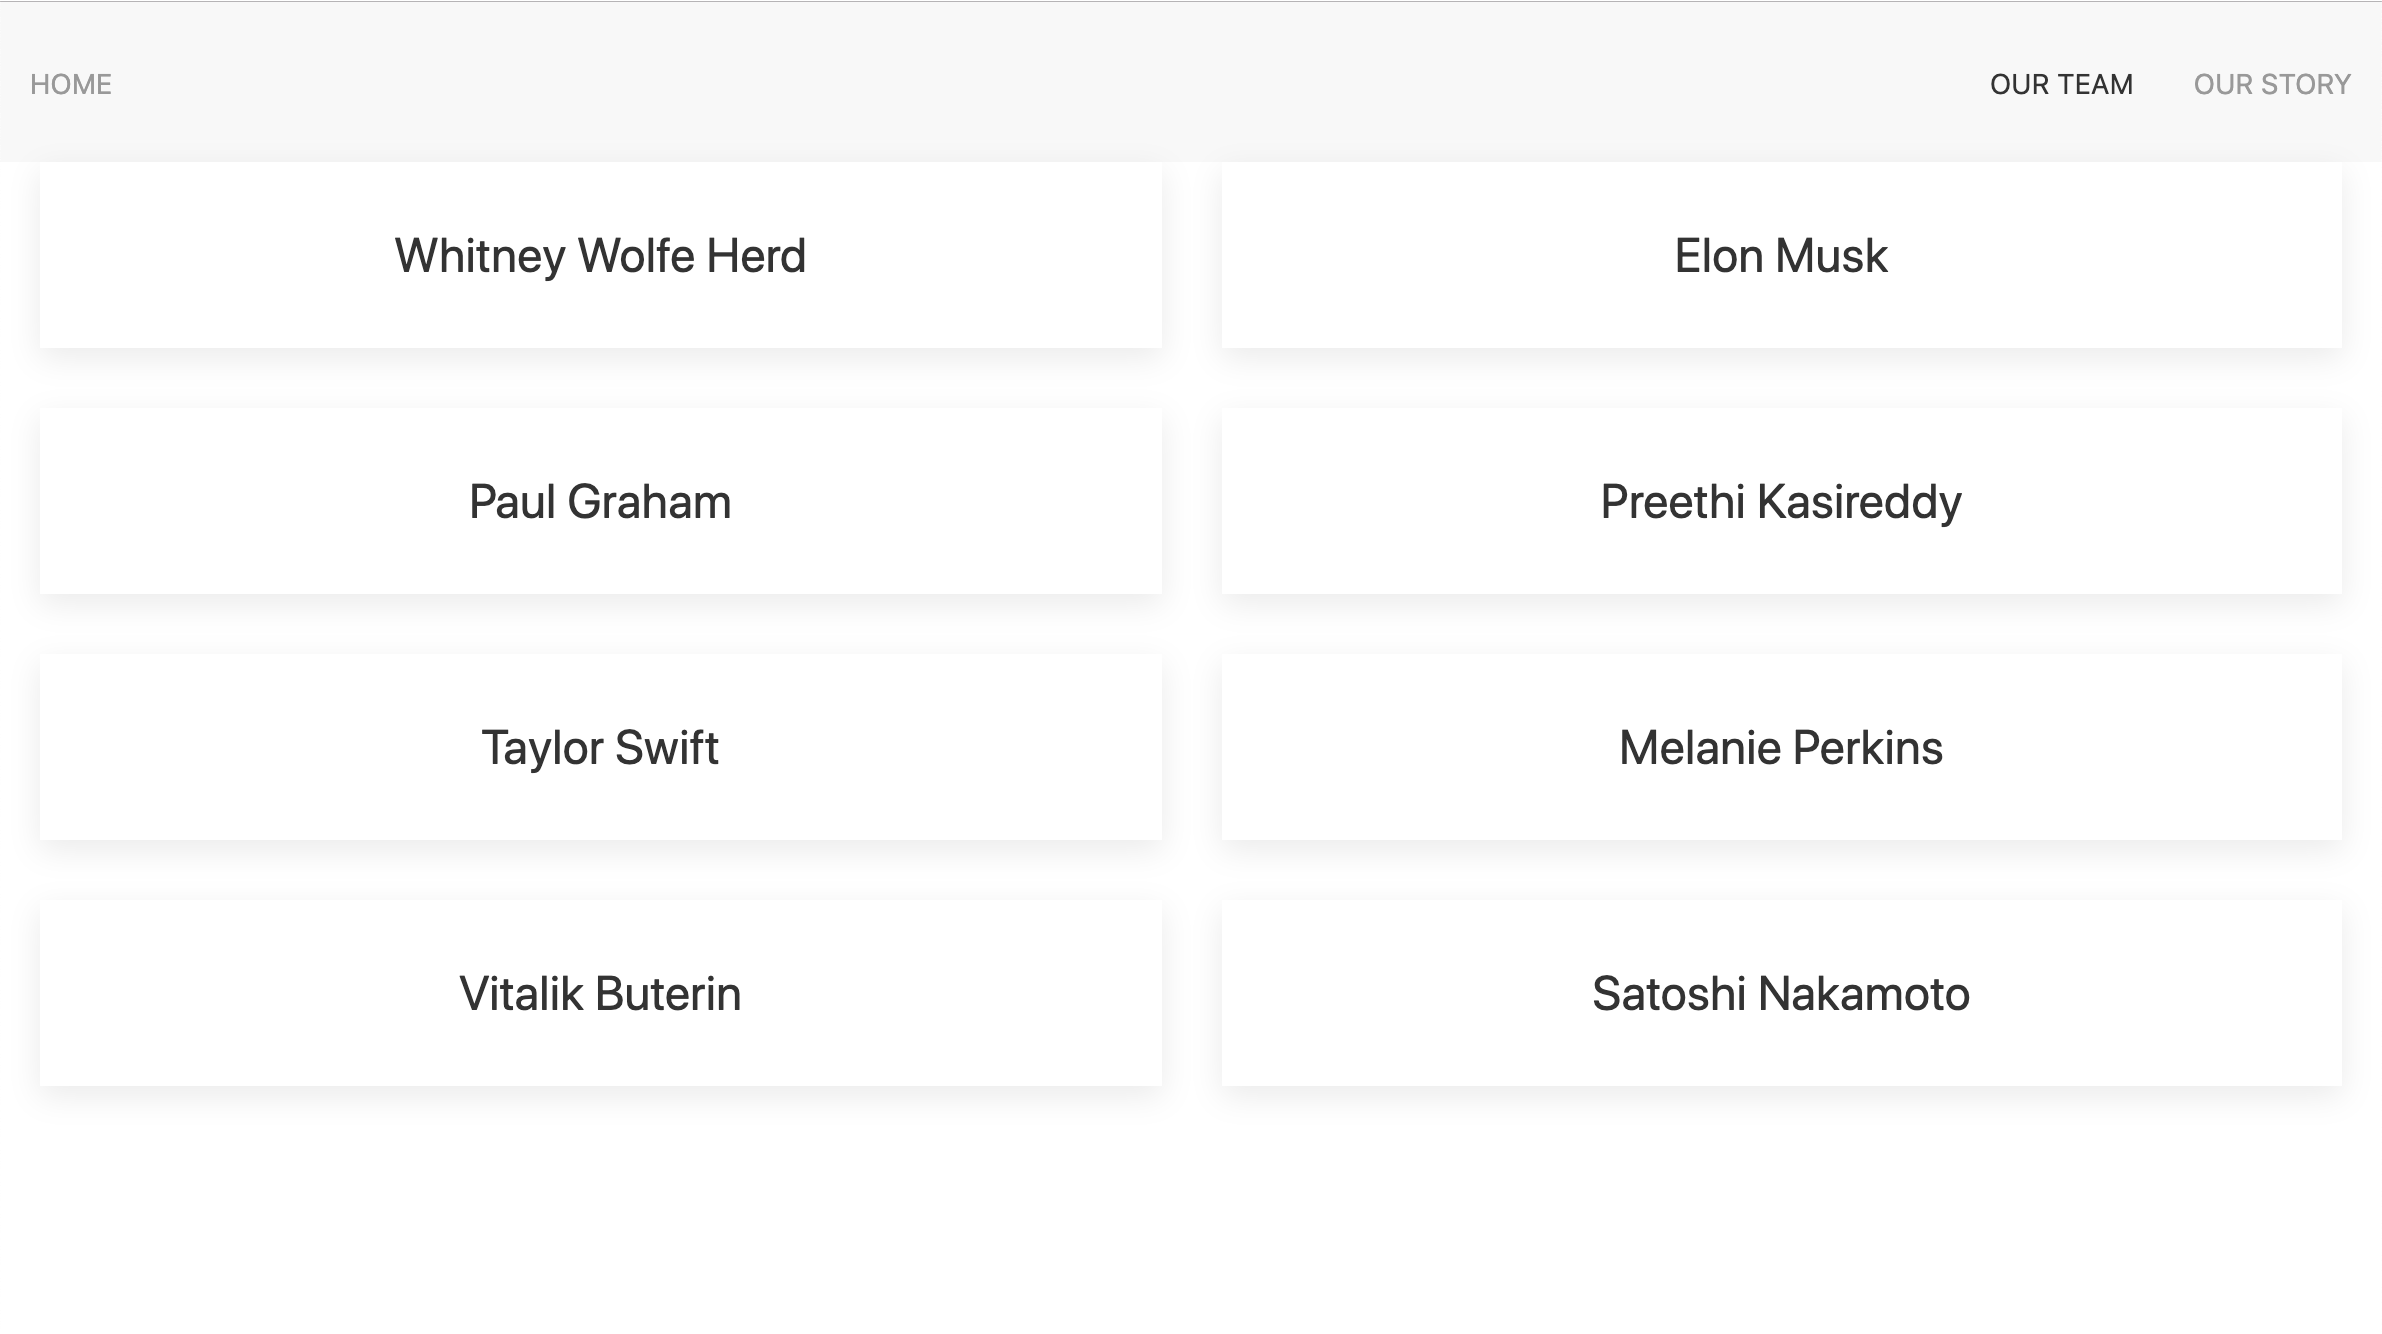 HOME
OUR TEAM
OUR STORY
Whitney Wolfe Herd
Elon Musk
Paul Graham
Preethi Kasireddy
Taylor Swift
Melanie Perkins
Vitalik Buterin
Satoshi Nakamoto